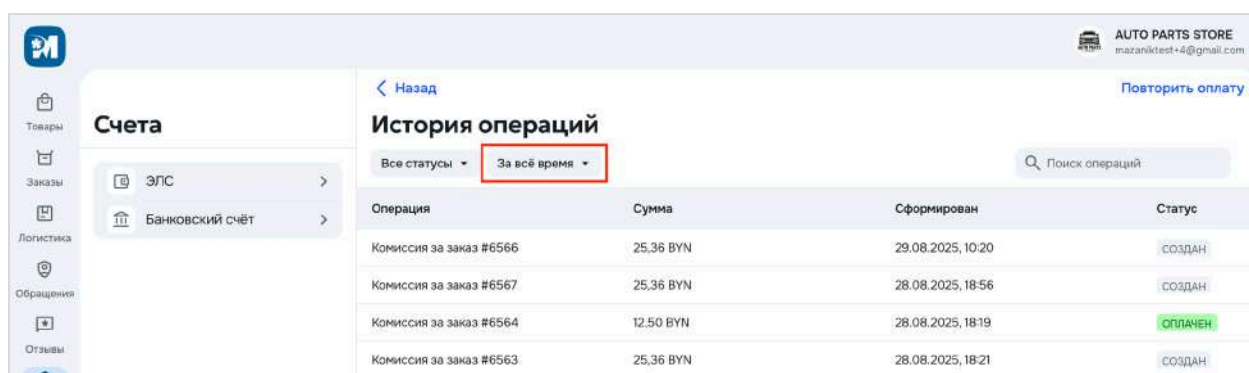 AUTO PARTS STORE
mazaniktest+4@gmail.com
Назад
Повторить оплату
Товары
Счета
История операций
Все статусы
За всё время
Поиск операций
Заказы
ЭЛС
Операция
Сумма
Сформирован
Статус
Банковский счёт
Логистика
Комиссия за заказ #6566
25,36 BYN
29.08.2025, 10:20
СОЗДАН
Обращения
Комиссия за заказ #6567
25,36 BYN
28.08.2025, 18:56
СОЗДАН
Отзывы
Комиссия за заказ #6564
12,50 BYN
28.08.2025, 18:19
ОПЛАЧЕН
Комиссия за заказ #6563
25,36 BYN
28.08.2025, 18:21
СОЗДАН